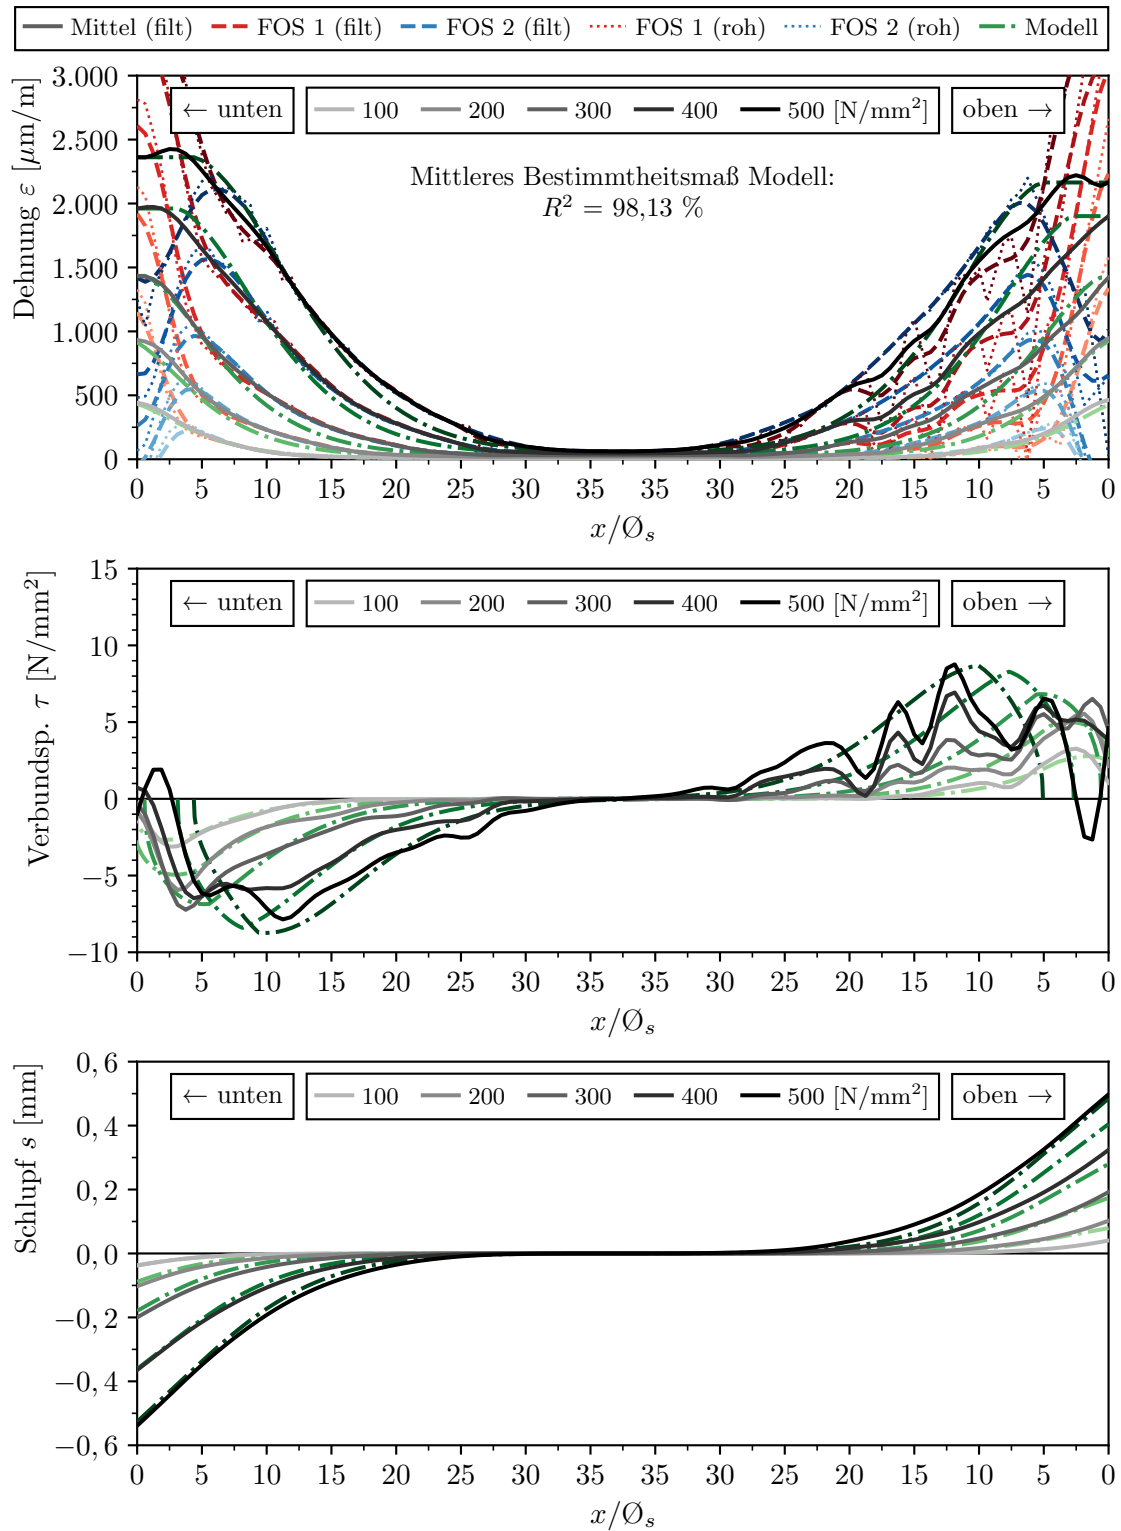 Mittel (filt) FOS 1 (filt) FOS 2 (filt) FOS 1 (roh) FOS 2 (roh) Modell
Dehnung ε [μm/m]
3.000
2.500
2.000
1.500
1.000
500
0
← unten
100 200 300 400 500 [N/mm²]
oben →
Mittleres Bestimmtheitsmaß Modell:
R² = 98,13 %
0 5 10 15 20 25 30 35 30 25 20 15 10 5 0
x/Øₛ
Verbundsp. τ [N/mm²]
15
10
5
0
−5
−10
← unten
100 200 300 400 500 [N/mm²]
oben →
0 5 10 15 20 25 30 35 30 25 20 15 10 5 0
x/Øₛ
Schlupf s [mm]
0,6
0,4
0,2
0,0
−0,2
−0,4
−0,6
← unten
100 200 300 400 500 [N/mm²]
oben →
0 5 10 15 20 25 30 35 30 25 20 15 10 5 0
x/Øₛ